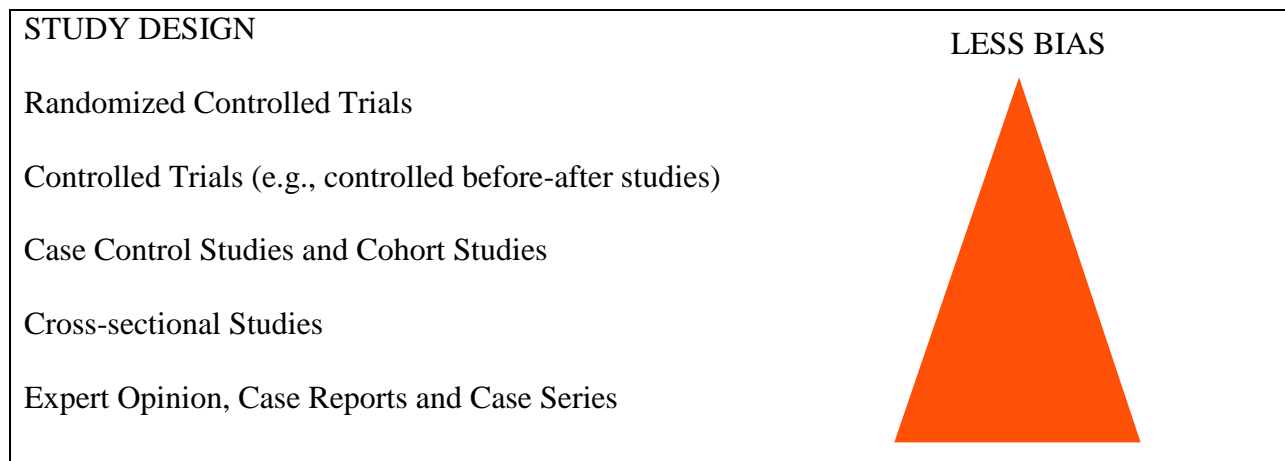 STUDY DESIGN
LESS BIAS
Randomized Controlled Trials
Controlled Trials (e.g., controlled before-after studies)
Case Control Studies and Cohort Studies
Cross-sectional Studies
Expert Opinion, Case Reports and Case Series